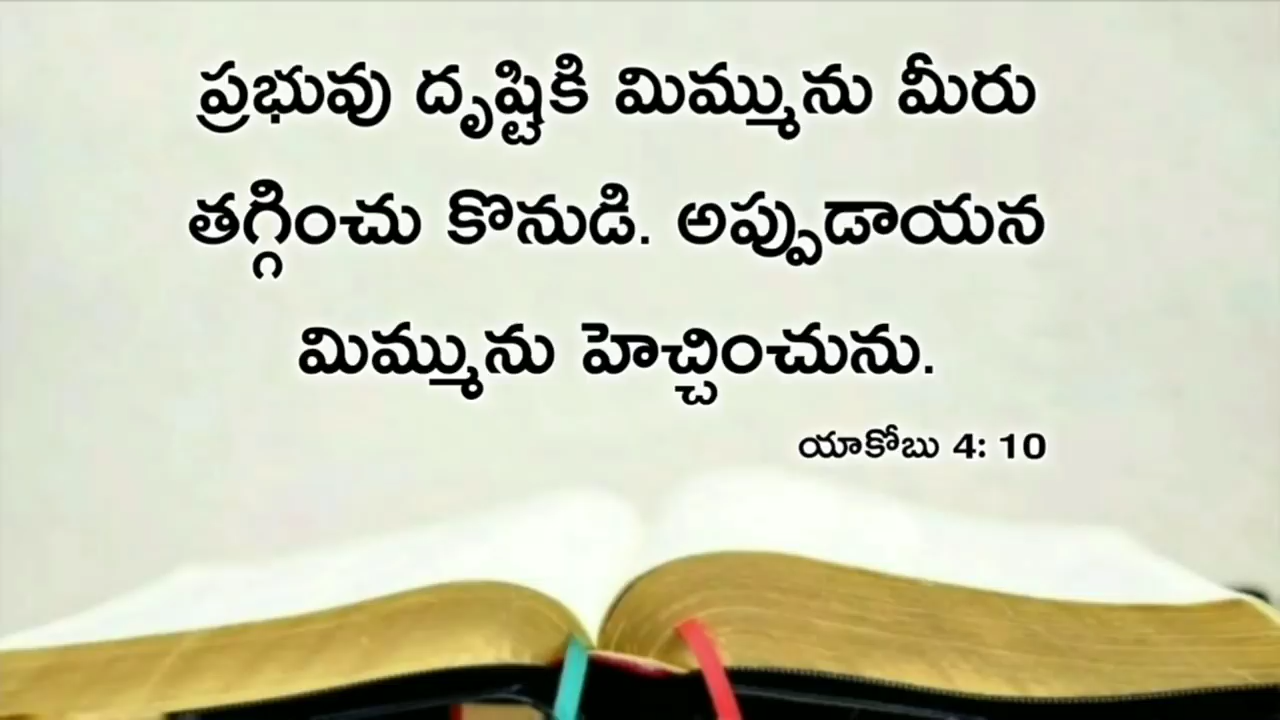 ప్రభువు దృష్టికి మిమ్మును మీరు
తగ్గించు కొనుడి. అప్పుడాయన
మిమ్మును హెచ్చించును.
యాకోబు 4: 10